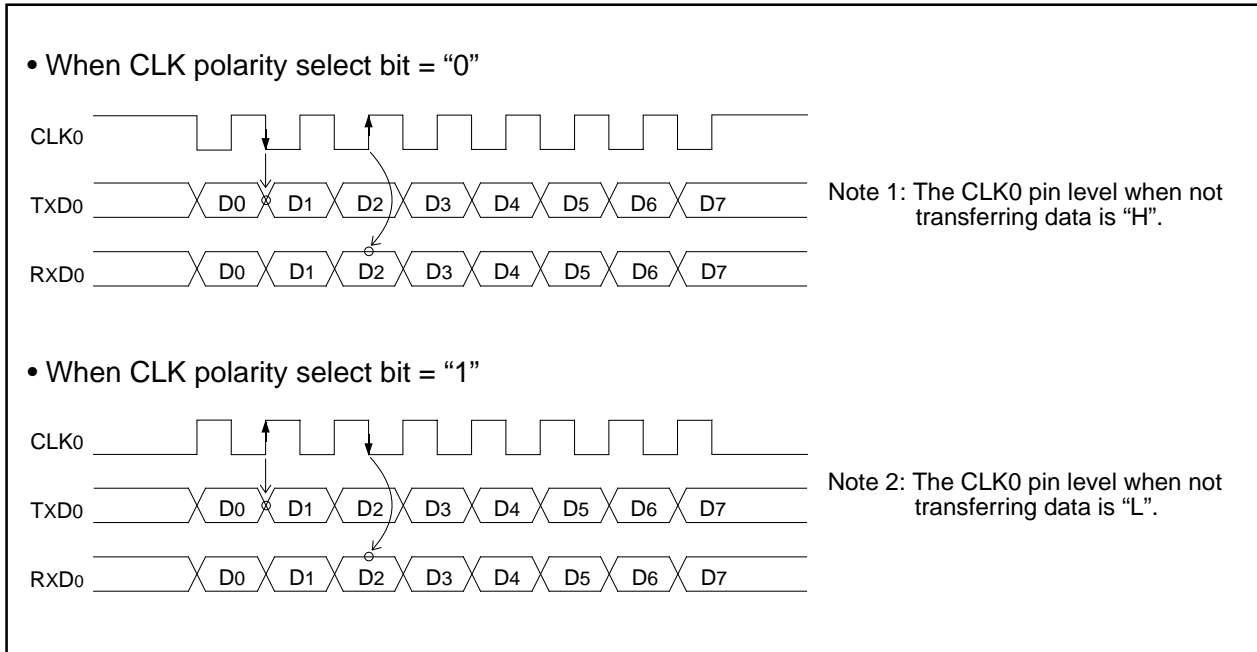 • When CLK polarity select bit = “0”
CLK0
TXD0 D0 D1 D2 D3 D4 D5 D6 D7
RXD0 D0 D1 D2 D3 D4 D5 D6 D7
Note 1: The CLK0 pin level when not
transferring data is “H”.
• When CLK polarity select bit = “1”
CLK0
TXD0 D0 D1 D2 D3 D4 D5 D6 D7
RXD0 D0 D1 D2 D3 D4 D5 D6 D7
Note 2: The CLK0 pin level when not
transferring data is “L”.